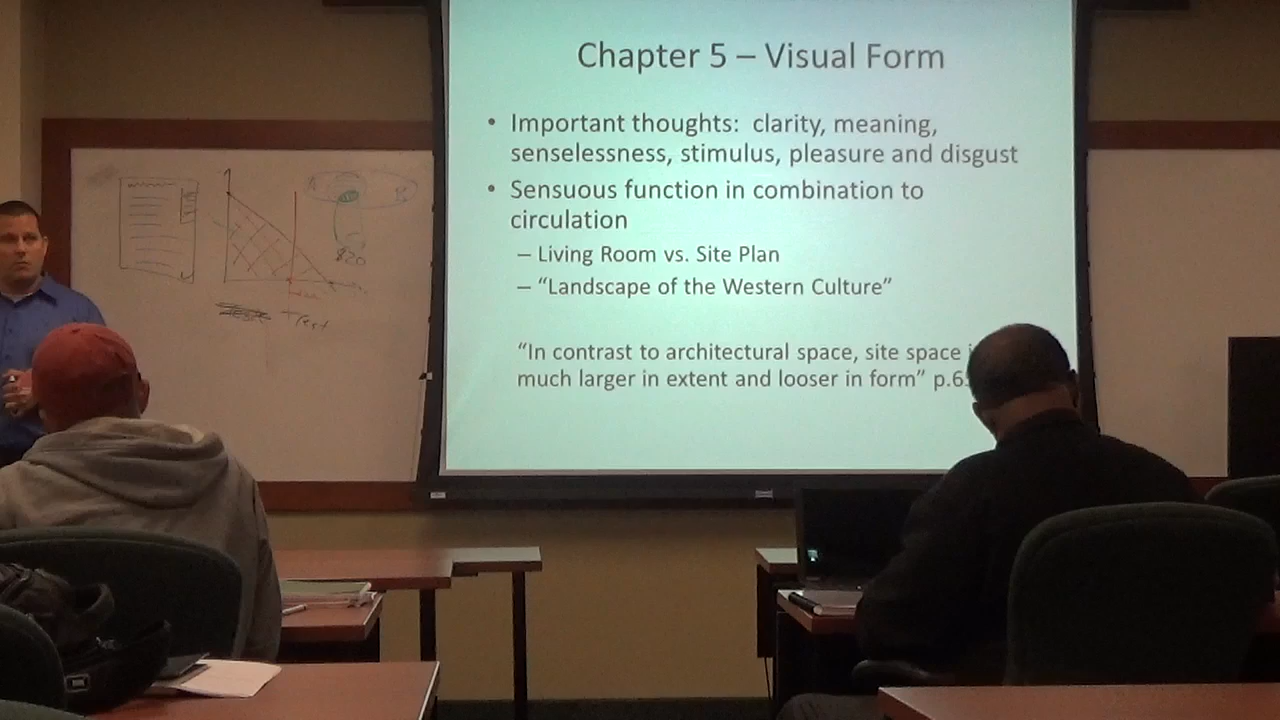 Chapter 5 – Visual Form
• Important thoughts: clarity, meaning,
senselessness, stimulus, pleasure and disgust
• Sensuous function in combination to
circulation
– Living Room vs. Site Plan
– “Landscape of the Western Culture”
“In contrast to architectural space, site space
much larger in extent and looser in form” p.6
$20